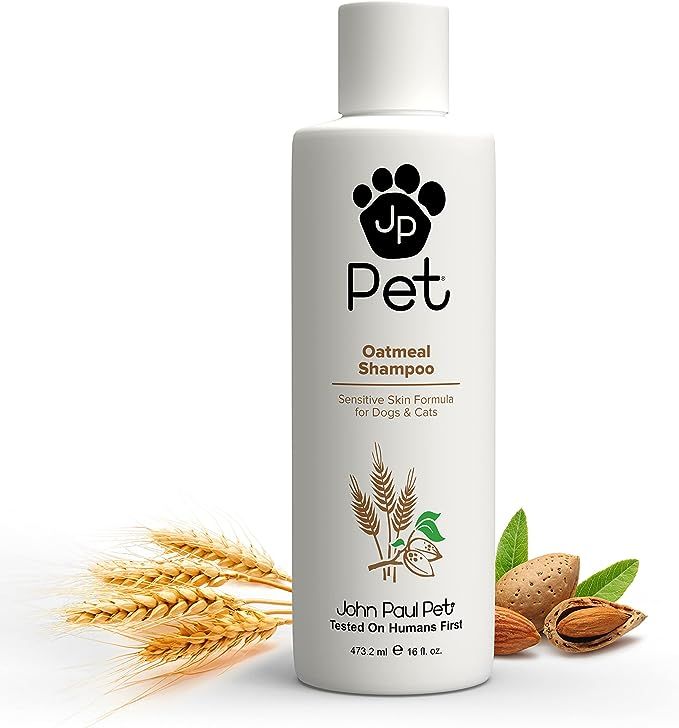 JP
Pet®
Oatmeal
Shampoo
Sensitive Skin Formula
for Dogs & Cats
John Paul Pet®
Tested On Humans First
473.2 ml ℮ 16 fl. oz.